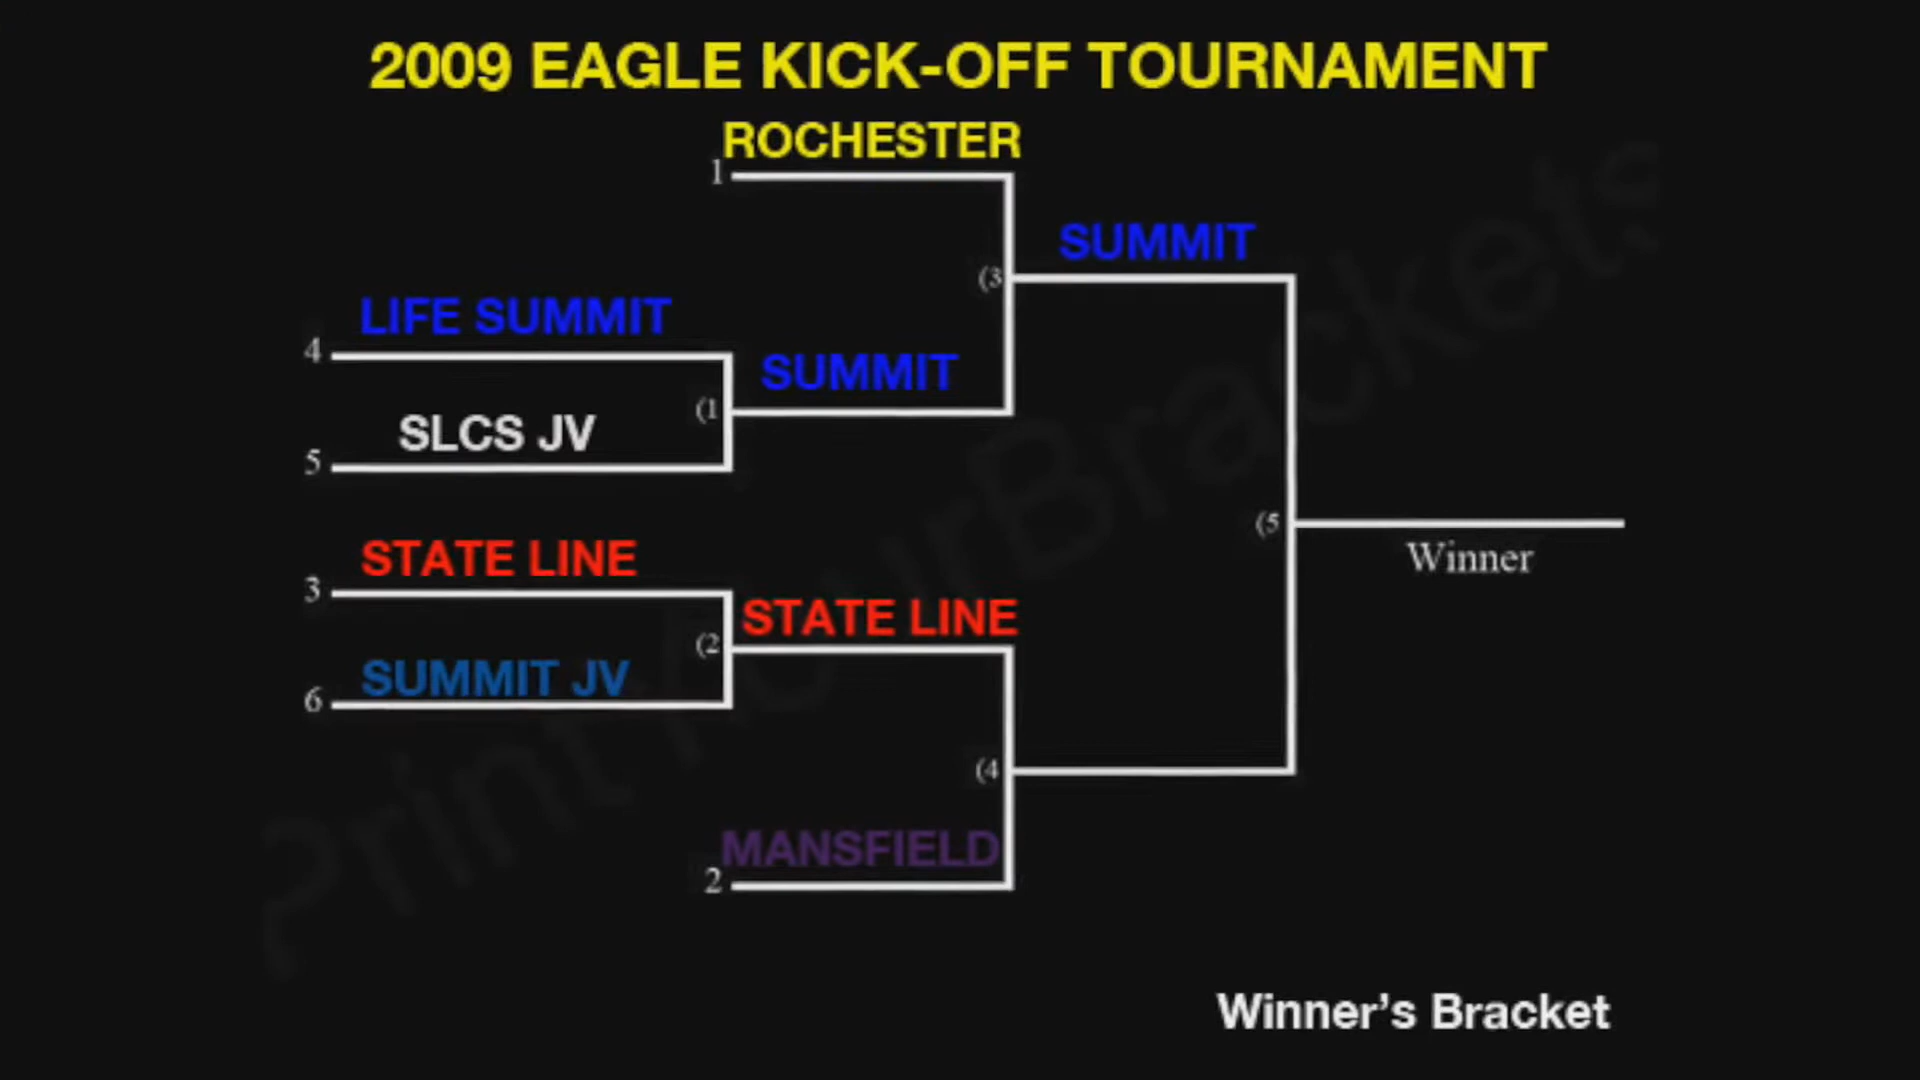 2009 EAGLE KICK-OFF TOURNAMENT
ROCHESTER
1
SUMMIT
(3
LIFE SUMMIT
4
SUMMIT
(1
SLCS JV
5
(5
Winner
STATE LINE
3
STATE LINE
(2
SUMMIT JV
6
(4
MANSFIELD
2
Winner's Bracket
PrintYourBrackets